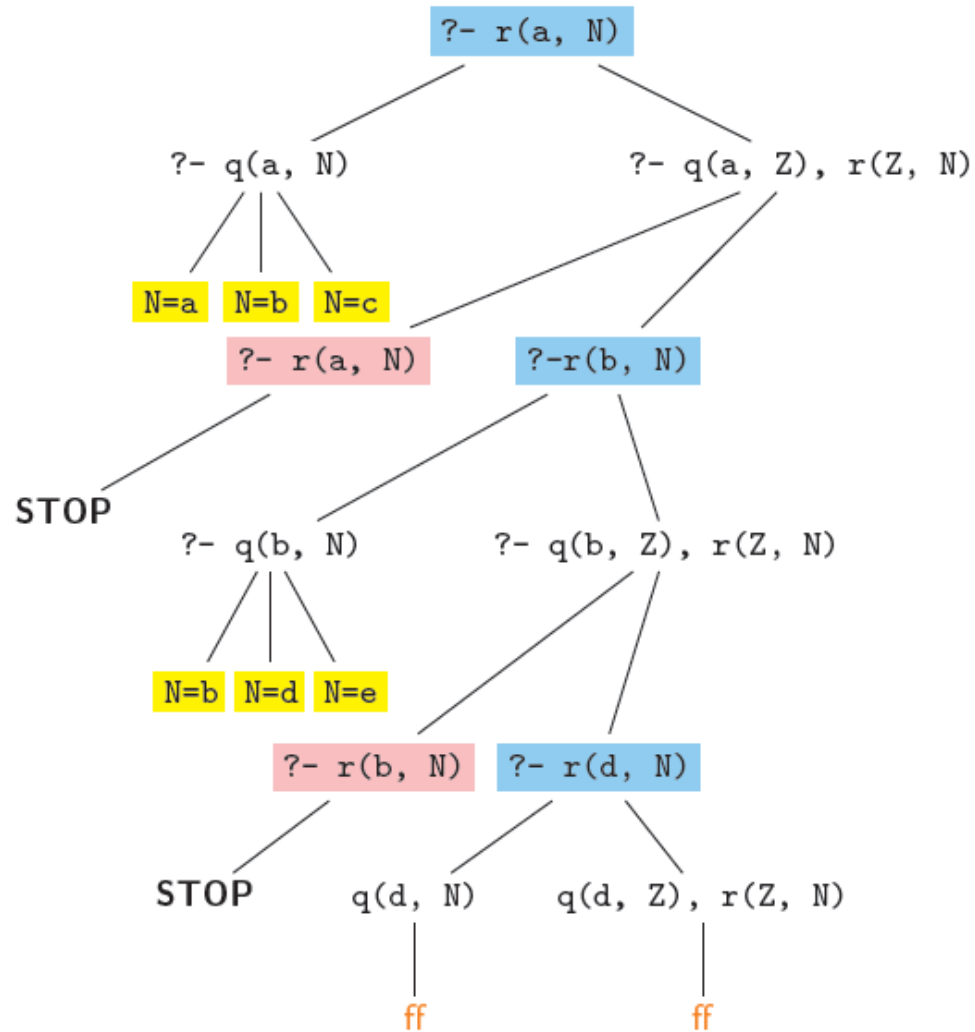 ?- r(a, N)
?- q(a, N) ?- q(a, Z), r(Z, N)
N=a N=b N=c
?- r(a, N) ?-r(b, N)
STOP
?- q(b, N) ?- q(b, Z), r(Z, N)
N=b N=d N=e
?- r(b, N) ?- r(d, N)
STOP q(d, N) q(d, Z), r(Z, N)
ff ff